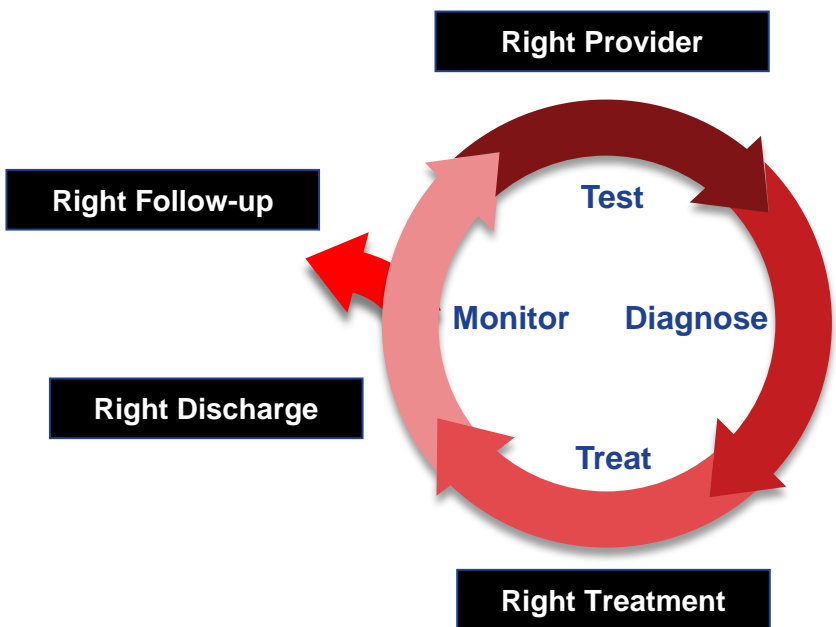 Right Provider
Test
Right Follow-up
Monitor
Diagnose
Right Discharge
Treat
Right Treatment